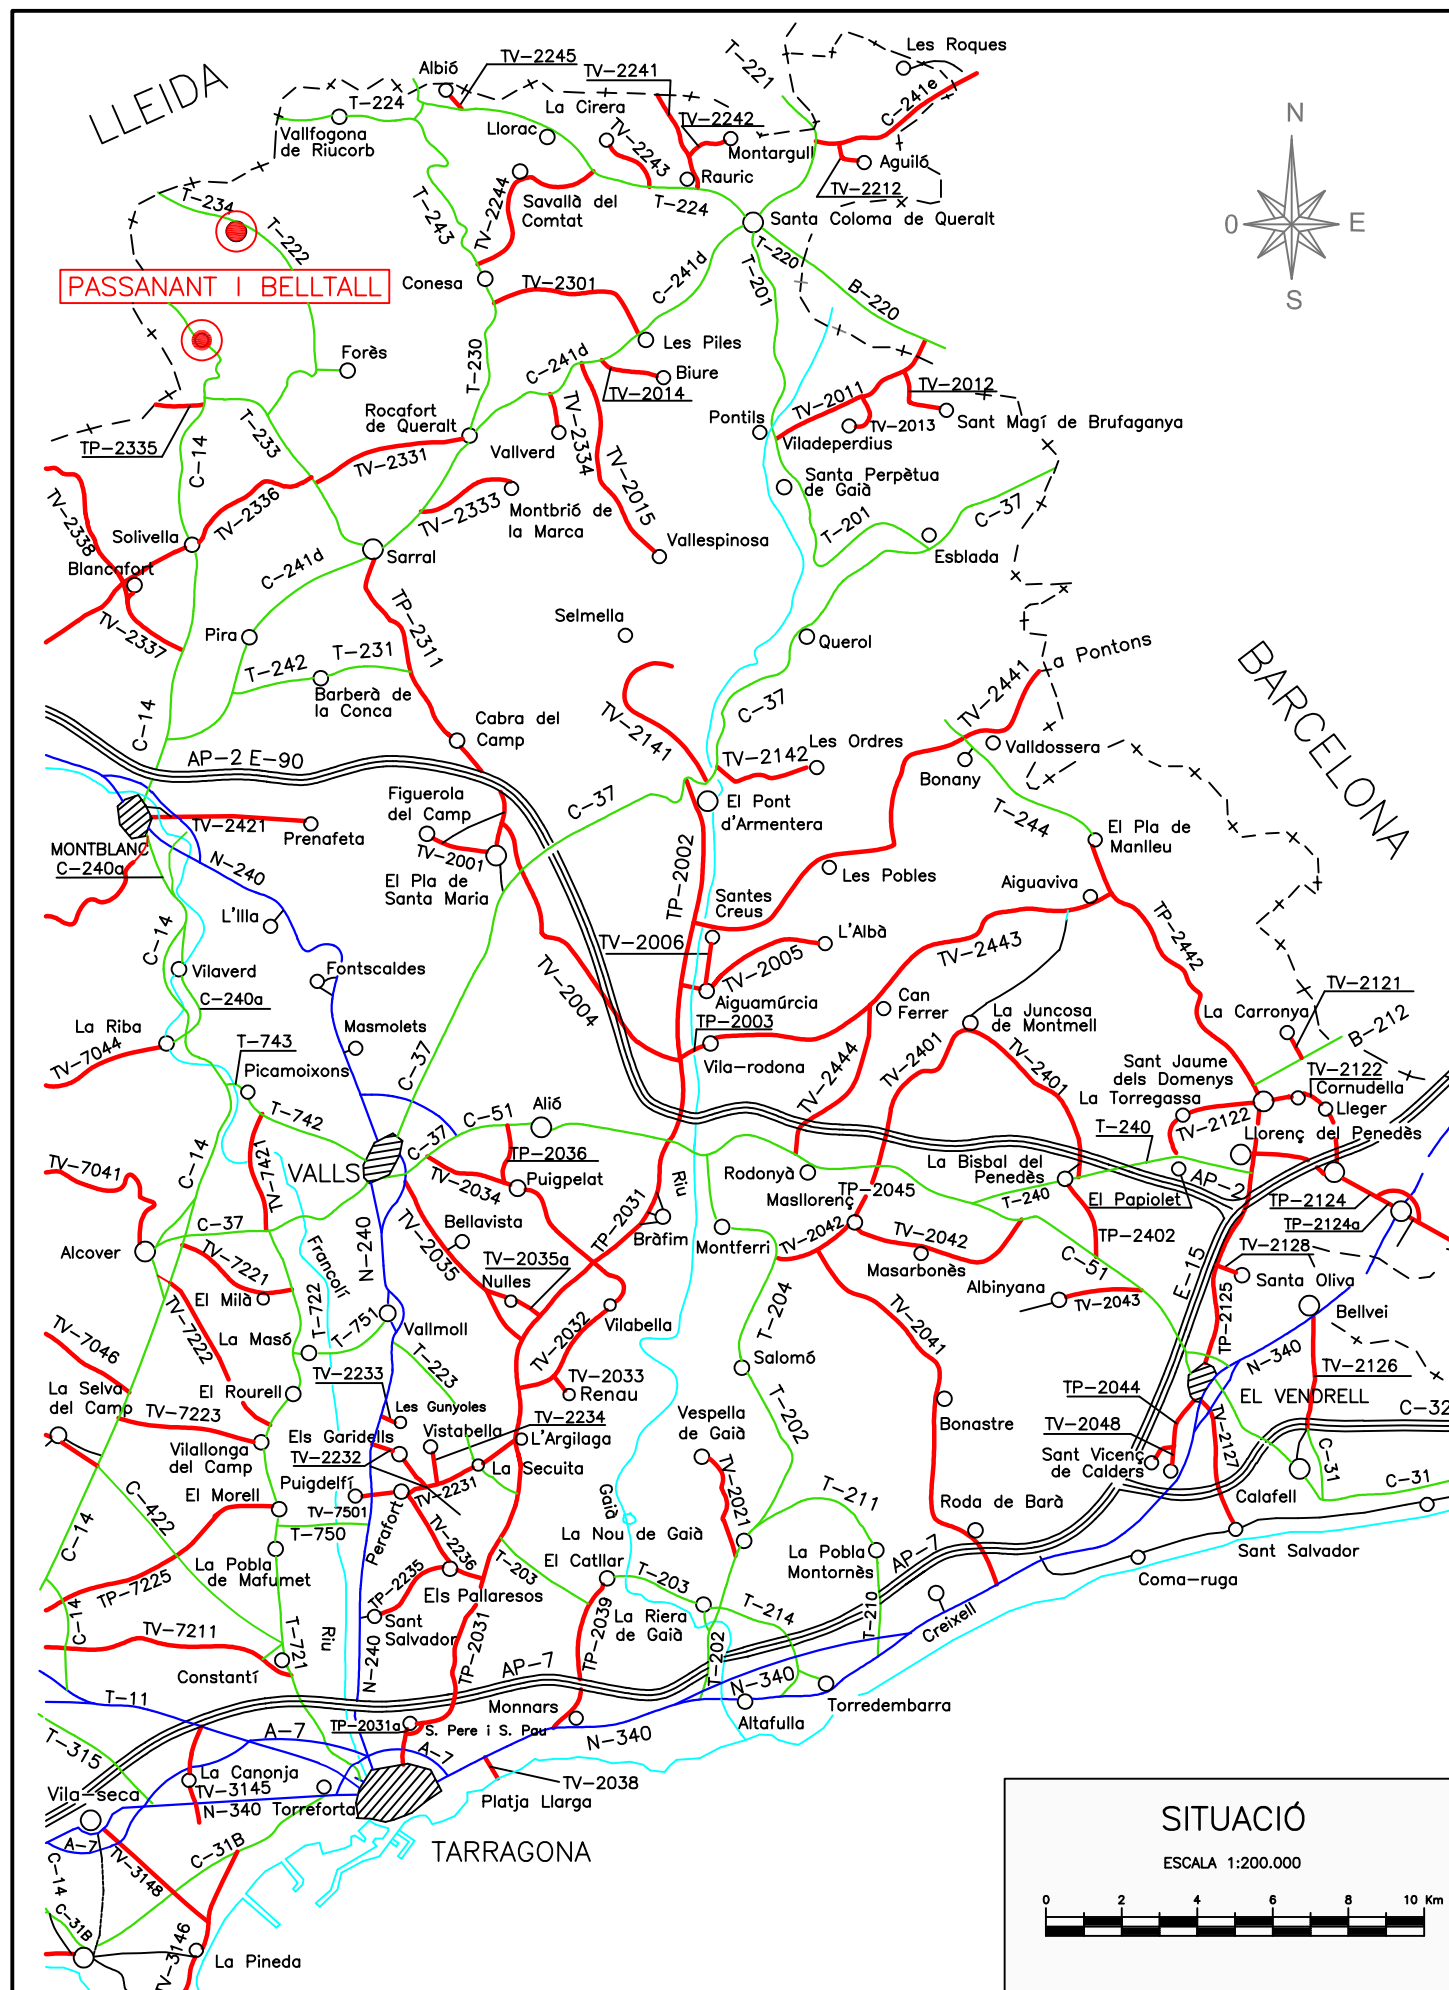 LLEIDA
Albió
TV-2245
TV-2241
T-221
Les Roques
T-224
La Cirera
C-241e
Vallfogona
de Riucorb
Llorac
TV-2243
TV-2242
Montargull
Aguiló
Rauric
TV-2212
T-234
T-222
T-243
TV-2244
Savallà del
Comtat
T-224
Santa Coloma de Queralt
N
O
E
S
PASSANANT I BELLTALL
Conesa
TV-2301
C-241d
T-220
T-201
B-220
Forès
T-230
C-241d
Les Piles
Biure
TV-2014
TV-2011
TV-2012
Rocafort
de Queralt
Pontils
TV-2013
Sant Magí de Brufaganya
Viladeperdius
TP-2335
C-14
T-233
TV-2331
Vallverd
TV-2334
TV-2015
Santa Perpètua
de Gaià
TV-2338
TV-2336
TV-2333
Montbrió de
la Marca
C-37
T-201
Solivella
Sarral
Vallespinosa
Esblada
Blancafort
C-241d
TV-2337
TP-2311
Selmella
Pira
Querol
T-242
T-231
Barberà de
la Conca
a Pontons
BARCELONA
TV-2441
C-14
Cabra del
Camp
TV-2141
C-37
AP-2 E-90
TV-2142
Les Ordres
Valldossera
Bonany
Figuerola
del Camp
C-37
El Pont
d'Armentera
T-244
TV-2421
Prenafeta
MONTBLANC
C-240a
N-240
TV-2001
El Pla de
Santa Maria
TP-2002
El Pla de
Manlleu
Les Pobles
Aiguaviva
L'Illa
Santes
Creus
C-14
TV-2006
L'Albà
TV-2005
TV-2443
TP-2442
Vilaverd
Fontscaldes
C-240a
TV-2004
Aiguamúrcia
Can
Ferrer
La Juncosa
de Montmell
La Carronya
TV-2121
B-212
La Riba
Masmolets
TP-2003
TV-7044
T-743
Picamoixons
C-37
Vila-rodona
TV-2444
TV-2401
TV-2401
Sant Jaume
dels Domenys
La Torregassa
TV-2122
Cornudella
Lleger
T-742
C-51
Alió
TV-2122
T-240
Llorenç del Penedès
C-14
TV-7421
VALLS
C-37
TP-2036
Puigpelat
TV-2034
Riu
Rodonyà
La Bisbal del
Penedès
AP-2
TV-7041
TP-2031
Masllorenç
TP-2045
T-240
El Papiolet
TP-2124
TP-2124a
C-37
Alcover
N-240
TV-2035
Bellavista
Bràfim
Montferri
TV-2042
TV-2042
TP-2402
TV-7221
Francolí
TV-2035a
Masarbonès
C-51
E-15
TV-2128
Santa Oliva
El Milà
Nulles
Albinyana
TV-2043
Bellvei
TV-7222
T-722
T-751
Vallmoll
Vilabella
TV-2032
T-204
TV-2041
TP-2125
TV-7046
La Masó
T-223
Salomó
N-340
TV-2126
La Selva
del Camp
El Rourell
TV-2233
TV-2033
Renau
TP-2044
EL VENDRELL
C-32
TV-7223
Les Gunyoles
Vistabella
TV-2234
Vespella
de Gaià
T-202
Bonastre
TV-2048
Vilallonga
del Camp
Els Garidells
TV-2232
L'Argilaga
Sant Vicenç
de Calders
TV-2127
C-31
C-31
Puigdelfí
La Secuita
TV-2021
Calafell
El Morell
C-422
TV-7501
TV-2231
Gaià
T-211
Roda de Barà
C-14
T-750
Perafort
TV-2236
La Nou de Gaià
Sant Salvador
La Pobla
de Mafumet
TP-2235
T-203
El Catllar
La Pobla
Montornès
AP-7
Coma-ruga
TP-7225
Els Pallaresos
T-203
C-14
Sant
Salvador
TP-2039
La Riera
de Gaià
T-214
T-210
Creixell
TV-7211
T-721
Riu
TP-2031
Constantí
N-240
AP-7
T-202
N-340
T-11
Monnars
Torredembarra
Altafulla
TP-2031a
S. Pere i S. Pau
N-340
T-315
A-7
A-7
La Canonja
TV-2038
Vila-seca
TV-3145
N-340
Torreforta
Platja Llarga
A-7
C-31B
TARRAGONA
TV-3148
C-14
C-31B
TV-3146
La Pineda
SITUACIÓ
ESCALA 1:200.000
0 2 4 6 8 10 Km